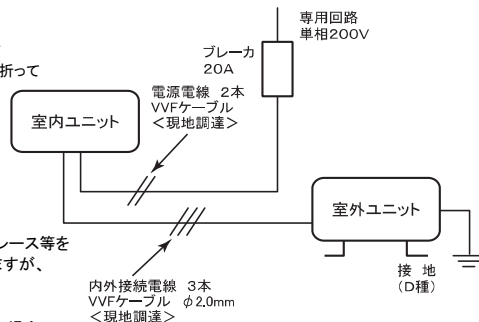 専用回路
単相200V
ブレーカ
20A
折って
電源電線 2本
VVFケーブル
<現地調達>
室内ユニット
室外ユニット
レース等を
ますが、
接 地
(D種)
内外接続電線 3本
VVFケーブル φ2.0mm
<現地調達>